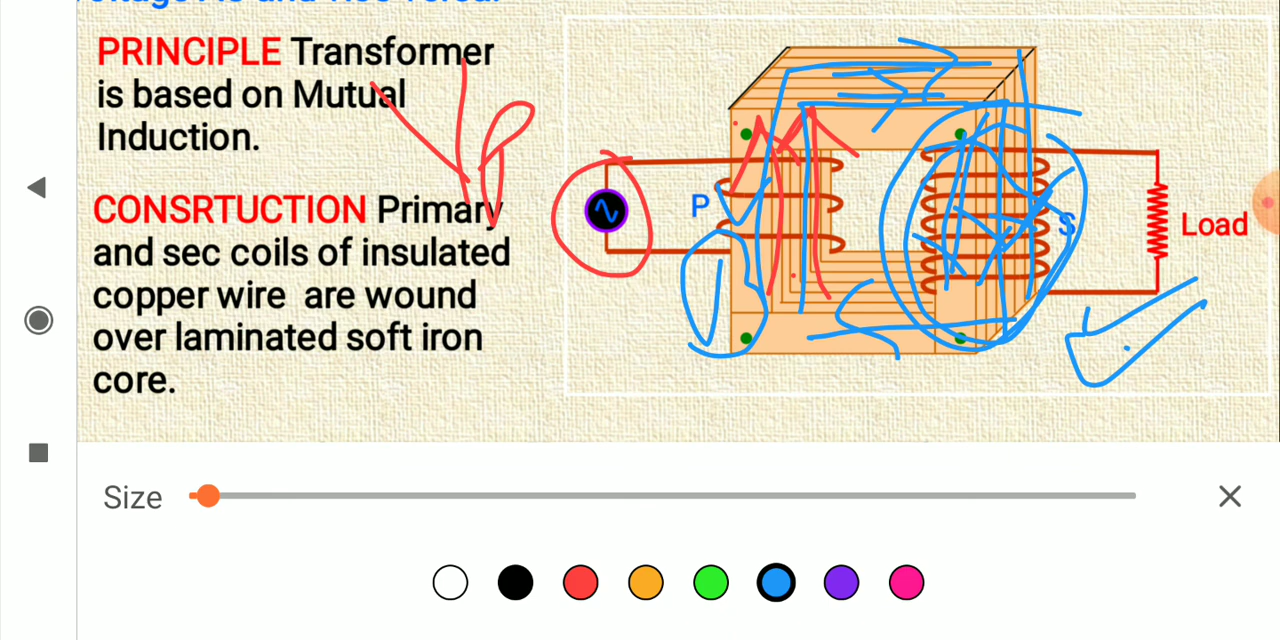 PRINCIPLE Transformer
is based on Mutual
Induction.
CONSRTUCTION Primary
and sec coils of insulated
copper wire are wound
over laminated soft iron
core.
P
S
Load
Size